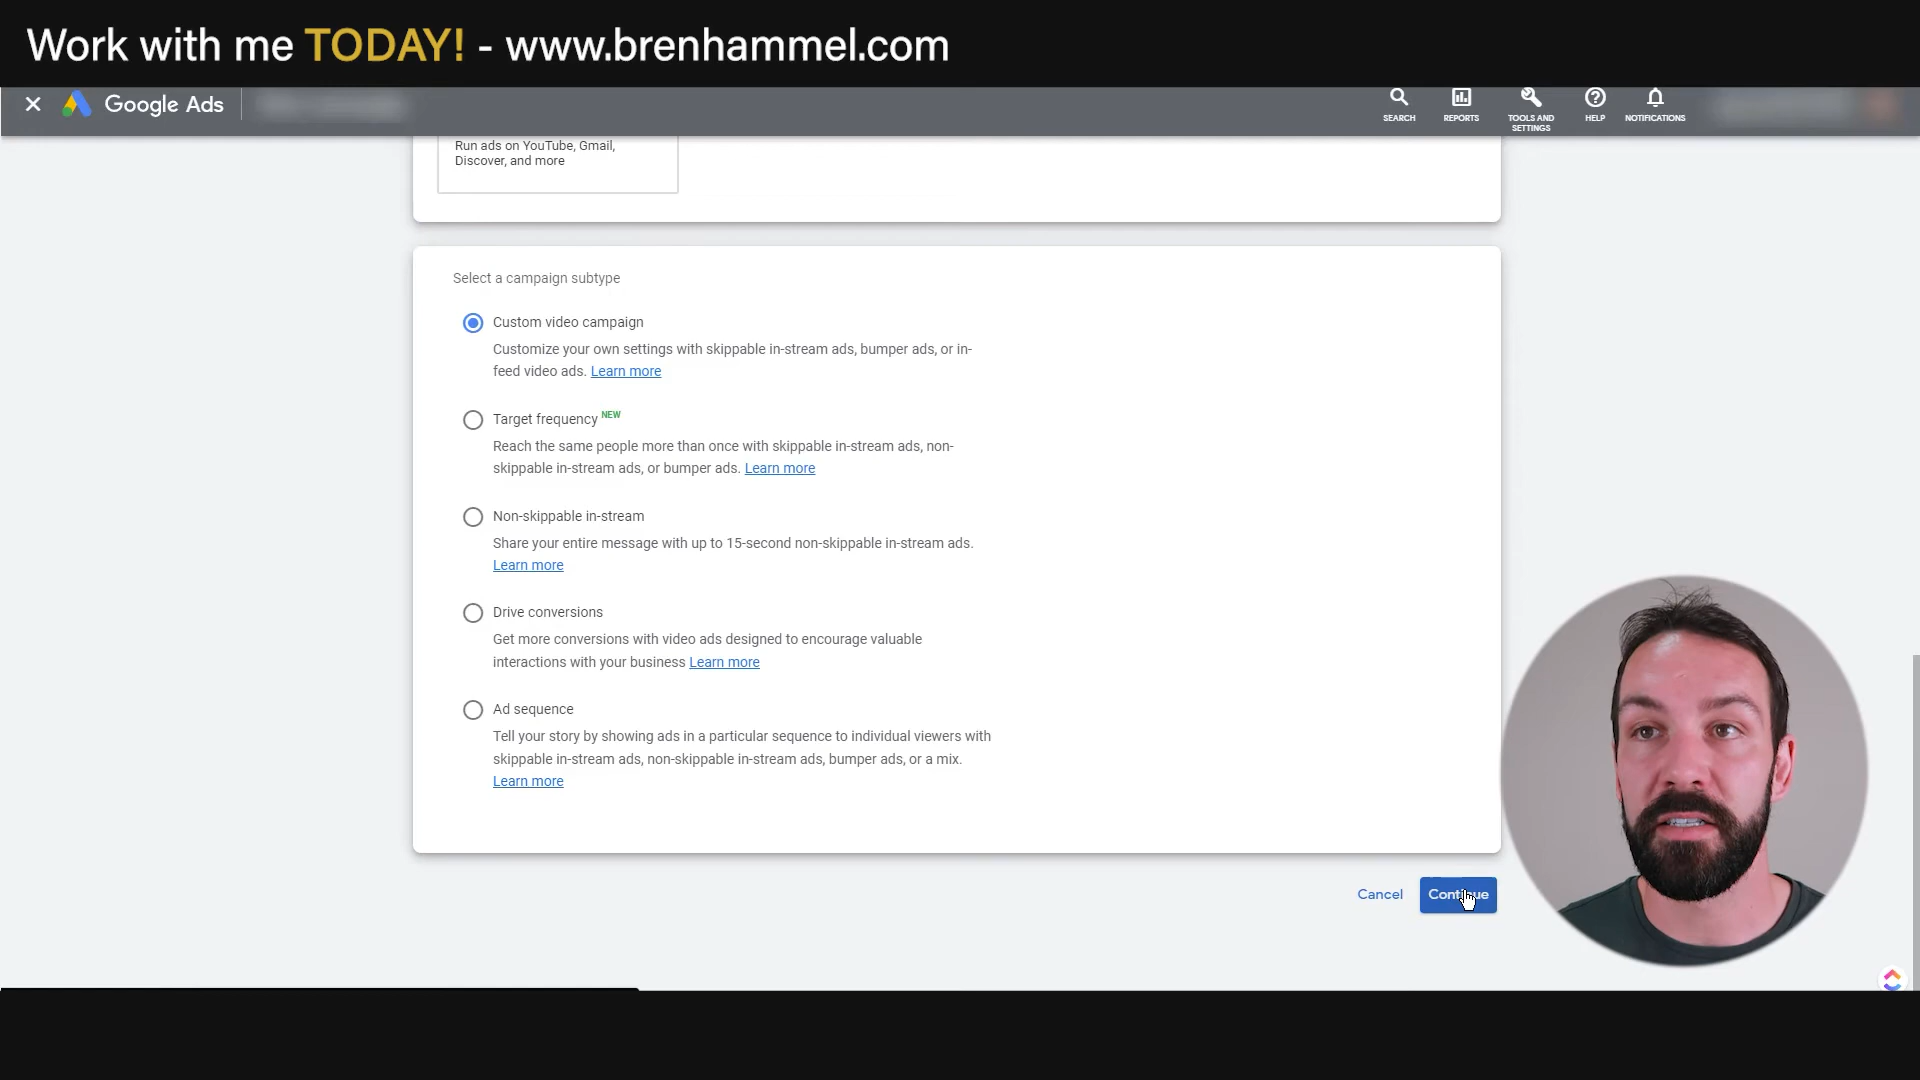 Work with me TODAY! - www.brenhammel.com
Google Ads
SEARCH
REPORTS
TOOLS AND
SETTINGS
HELP
NOTIFICATIONS
Run ads on YouTube, Gmail,
Discover, and more
Select a campaign subtype
Custom video campaign
Customize your own settings with skippable in-stream ads, bumper ads, or in-
feed video ads. Learn more
Target frequency NEW
Reach the same people more than once with skippable in-stream ads, non-
skippable in-stream ads, or bumper ads. Learn more
Non-skippable in-stream
Share your entire message with up to 15-second non-skippable in-stream ads.
Learn more
Drive conversions
Get more conversions with video ads designed to encourage valuable
interactions with your business Learn more
Ad sequence
Tell your story by showing ads in a particular sequence to individual viewers with
skippable in-stream ads, non-skippable in-stream ads, bumper ads, or a mix.
Learn more
Cancel
Continue